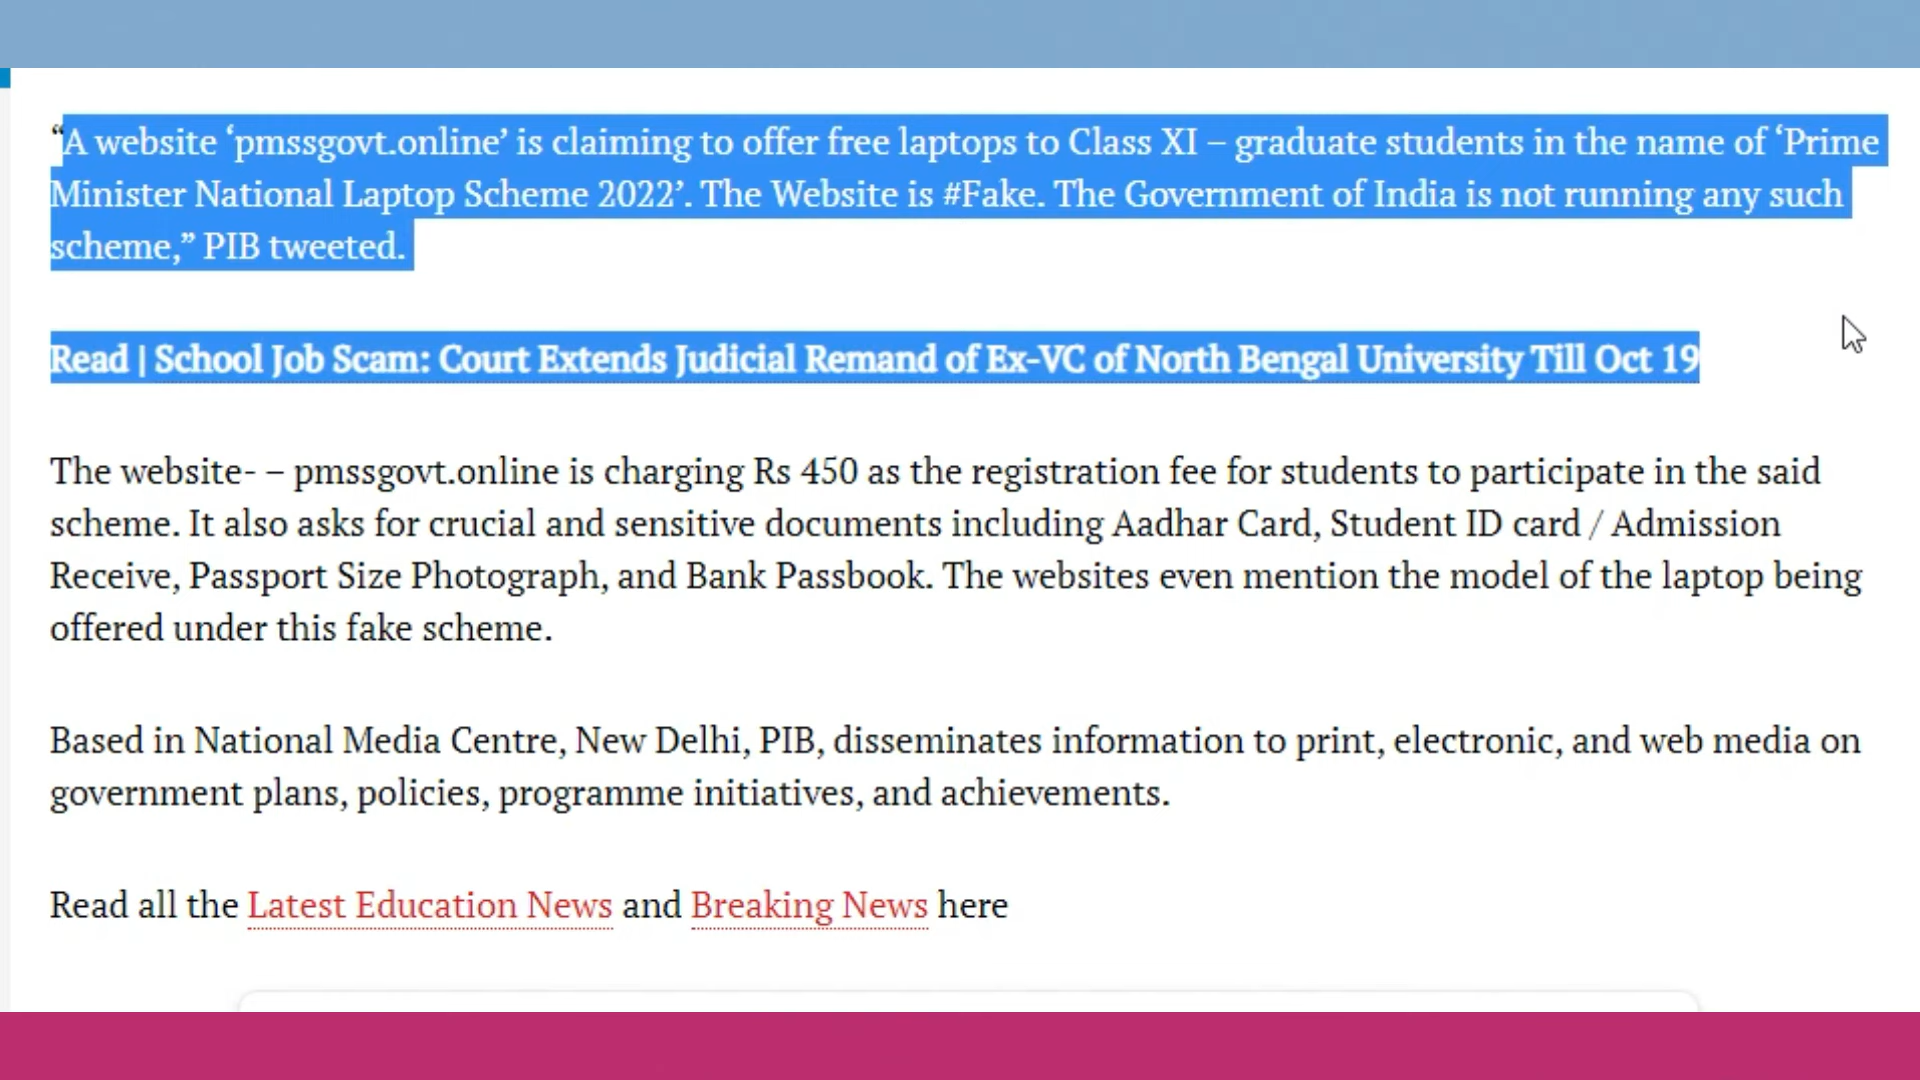 “A website ‘pmssgovt.online’ is claiming to offer free laptops to Class XI – graduate students in the name of ‘Prime
Minister National Laptop Scheme 2022’. The Website is #Fake. The Government of India is not running any such
scheme,” PIB tweeted.
Read | School Job Scam: Court Extends Judicial Remand of Ex-VC of North Bengal University Till Oct 19
The website- – pmssgovt.online is charging Rs 450 as the registration fee for students to participate in the said
scheme. It also asks for crucial and sensitive documents including Aadhar Card, Student ID card / Admission
Receive, Passport Size Photograph, and Bank Passbook. The websites even mention the model of the laptop being
offered under this fake scheme.
Based in National Media Centre, New Delhi, PIB, disseminates information to print, electronic, and web media on
government plans, policies, programme initiatives, and achievements.
Read all the Latest Education News and Breaking News here